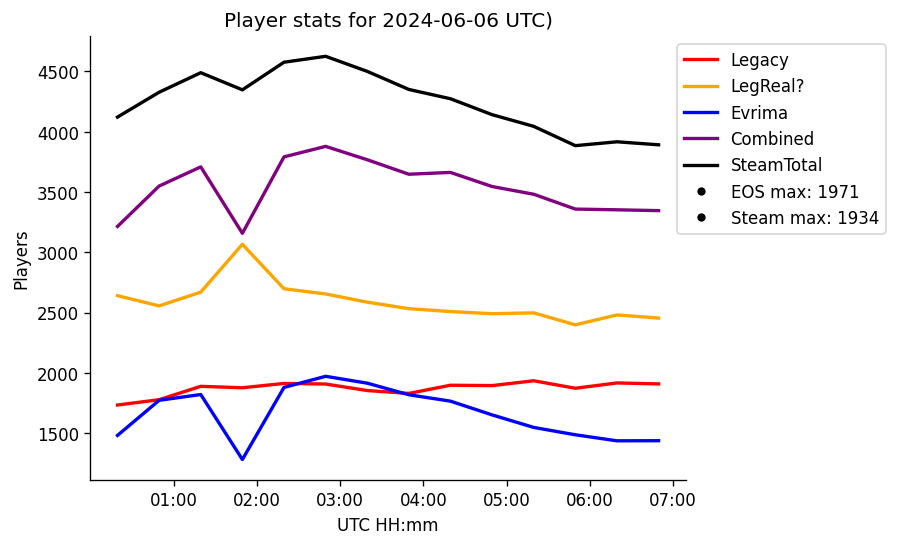 Player stats for 2024-06-06 UTC)
Legacy
LegReal?
Evrima
Combined
SteamTotal
EOS max: 1971
Steam max: 1934
Players
4500
4000
3500
3000
2500
2000
1500
01:00 02:00 03:00 04:00 05:00 06:00 07:00
UTC HH:mm